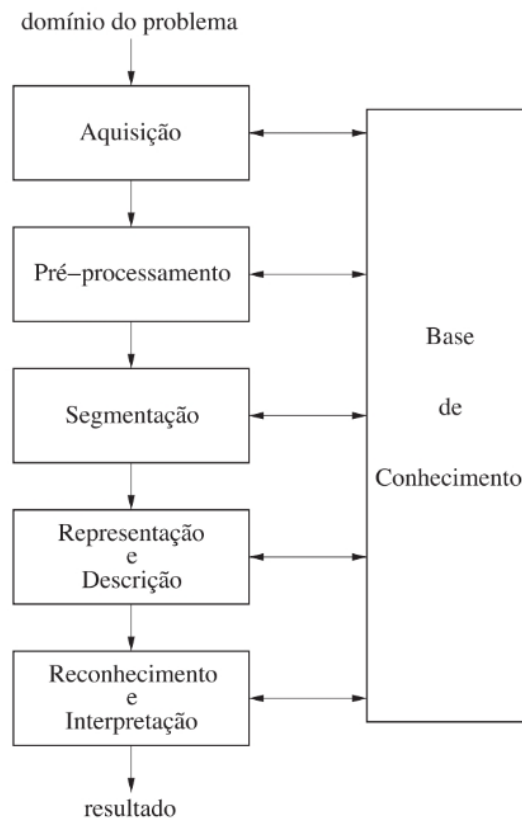 domínio do problema
Aquisição
Pré−processamento
Segmentação
Representação
e
Descrição
Reconhecimento
e
Interpretação
resultado
Base
de
Conhecimento